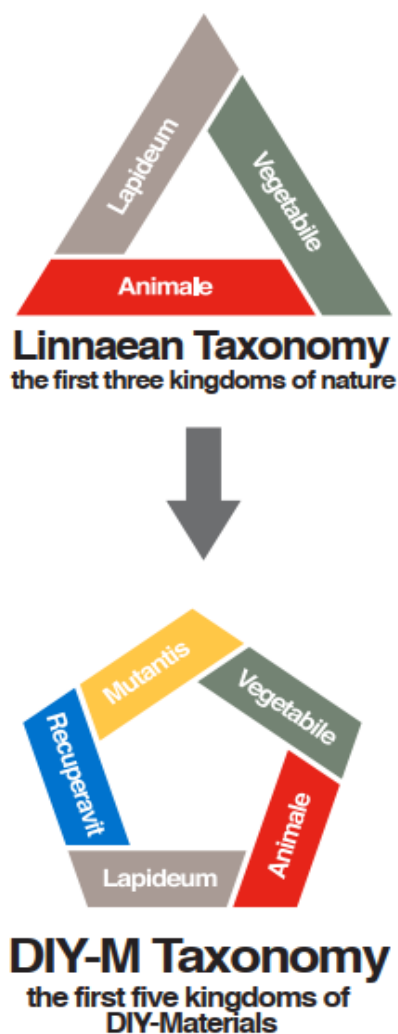 Lapideum
Vegetabile
Animale
Linnaean Taxonomy
the first three kingdoms of nature
Mutantis
Vegetabile
Recuperavit
Animale
Lapideum
DIY-M Taxonomy
the first five kingdoms of
DIY-Materials